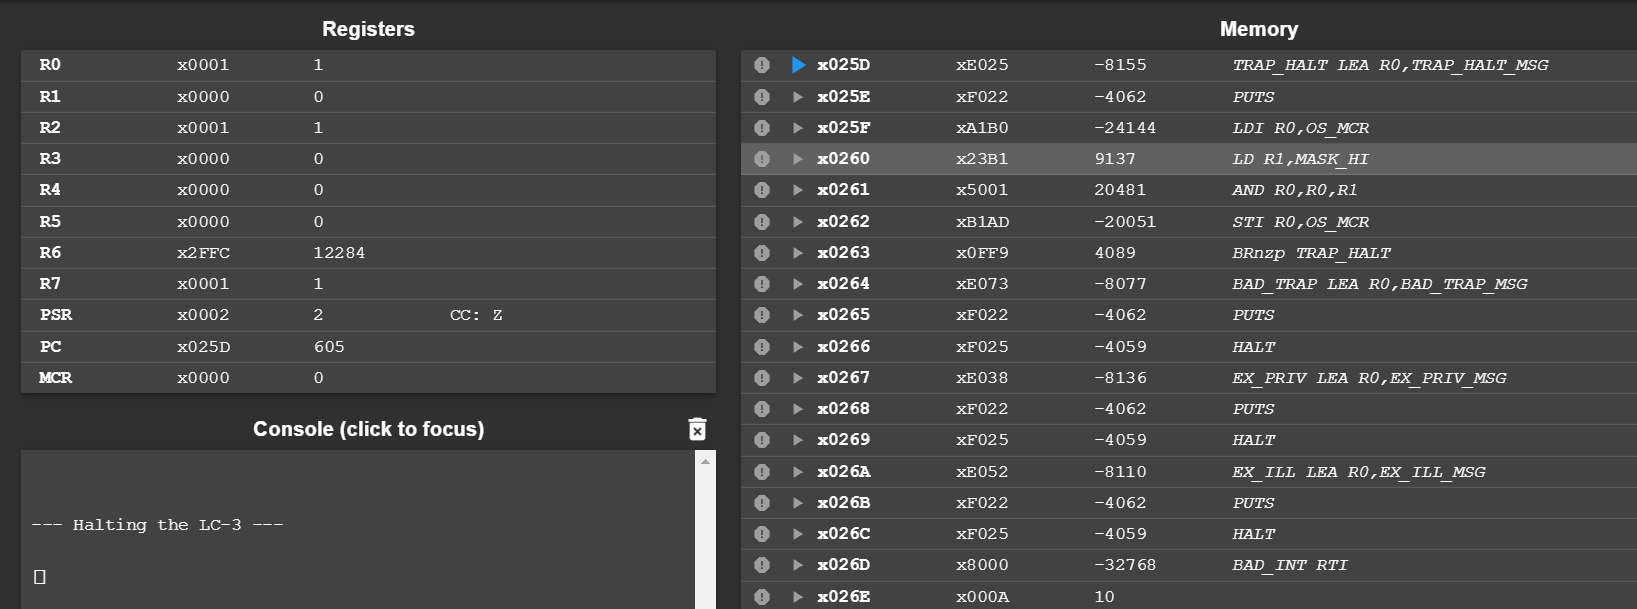 Registers
R0 x0001 1
R1 x0000 0
R2 x0001 1
R3 x0000 0
R4 x0000 0
R5 x0000 0
R6 x2FFC 12284
R7 x0001 1
PSR x0002 2 CC: Z
PC x025D 605
MCR x0000 0
Console (click to focus)
--- Halting the LC-3 ---
Memory
x025D xE025 -8155 TRAP_HALT LEA R0,TRAP_HALT_MSG
x025E xF022 -4062 PUTS
x025F xA1B0 -24144 LDI R0,OS_MCR
x0260 x23B1 9137 LD R1,MASK_HI
x0261 x5001 20481 AND R0,R0,R1
x0262 xB1AD -20051 STI R0,OS_MCR
x0263 x0FF9 4089 BRnzp TRAP_HALT
x0264 xE073 -8077 BAD_TRAP LEA R0,BAD_TRAP_MSG
x0265 xF022 -4062 PUTS
x0266 xF025 -4059 HALT
x0267 xE038 -8136 EX_PRIV LEA R0,EX_PRIV_MSG
x0268 xF022 -4062 PUTS
x0269 xF025 -4059 HALT
x026A xE052 -8110 EX_ILL LEA R0,EX_ILL_MSG
x026B xF022 -4062 PUTS
x026C xF025 -4059 HALT
x026D x8000 -32768 BAD_INT RTI
x026E x000A 10